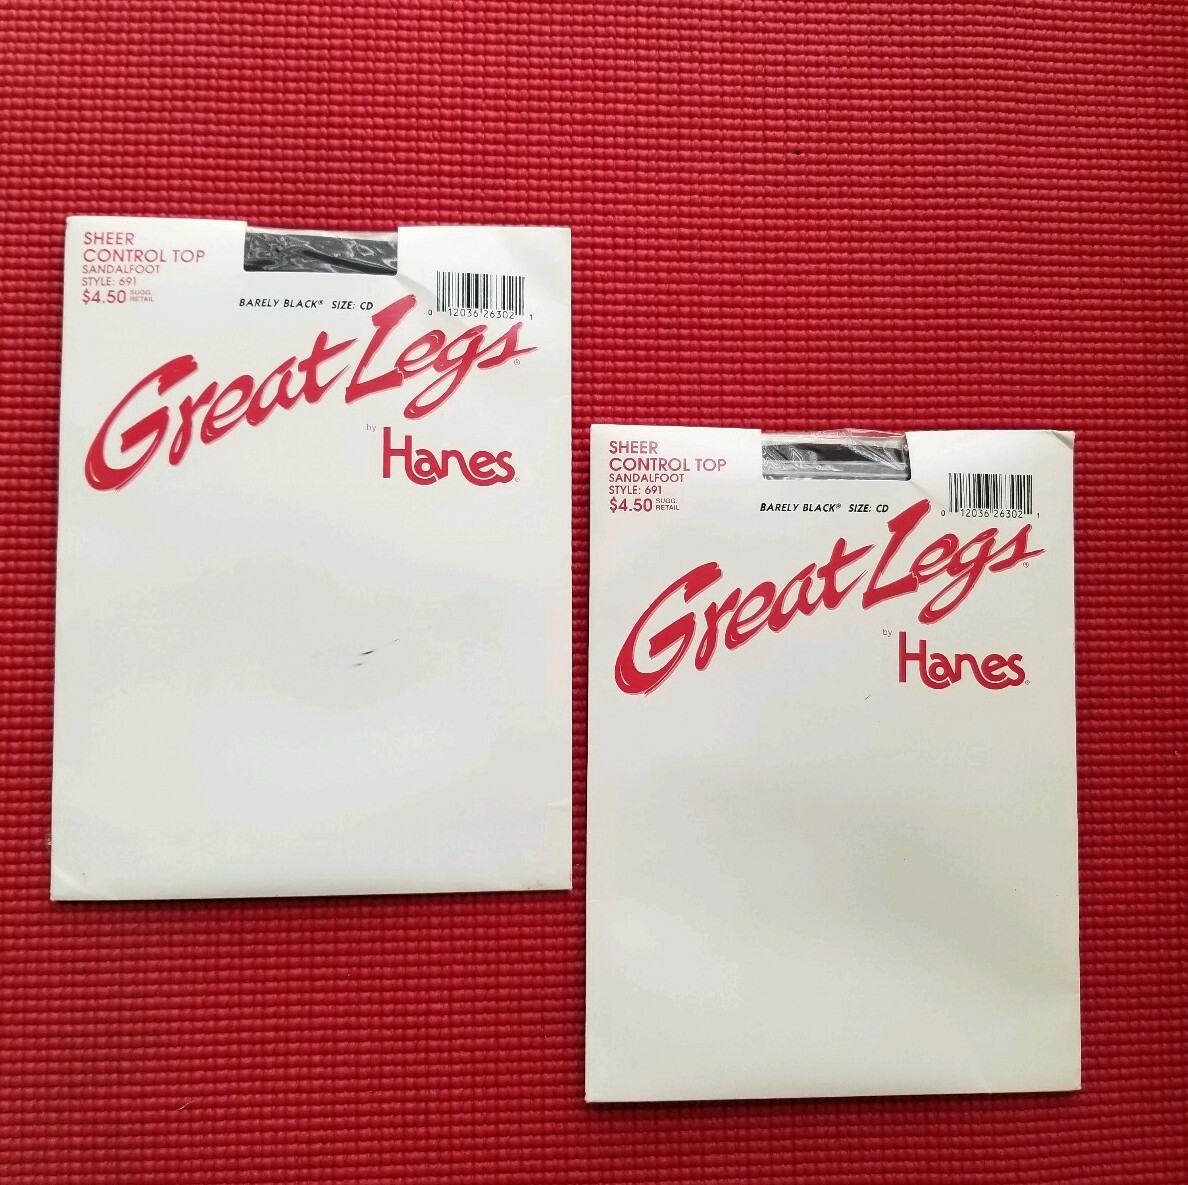 SHEER
CONTROL TOP
SANDALFOOT
STYLE: 691
$4.50 SUGG. RETAIL
BARELY BLACK® SIZE: CD
0 12036 26302 1
Great Legs®
by
Hanes®
SHEER
CONTROL TOP
SANDALFOOT
STYLE: 691
$4.50 SUGG. RETAIL
BARELY BLACK® SIZE: CD
0 12036 26302 1
Great Legs®
by
Hanes®